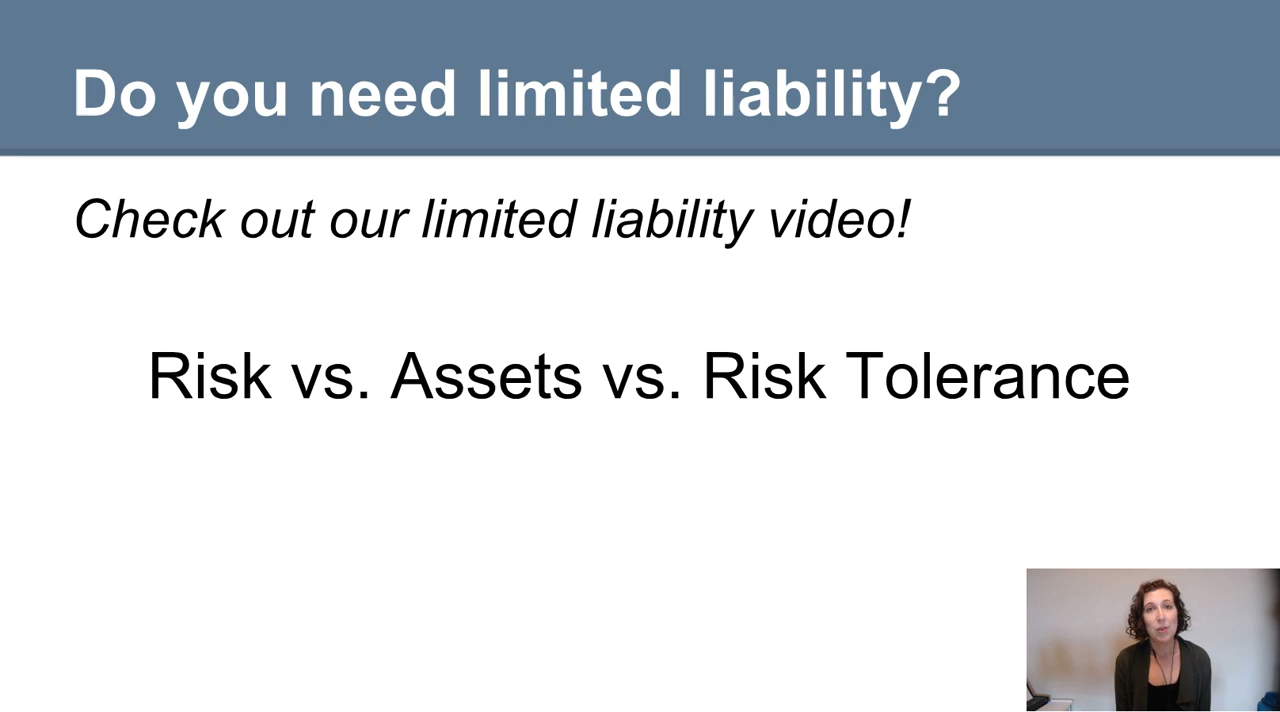 Do you need limited liability?
Check out our limited liability video!
Risk vs. Assets vs. Risk Tolerance